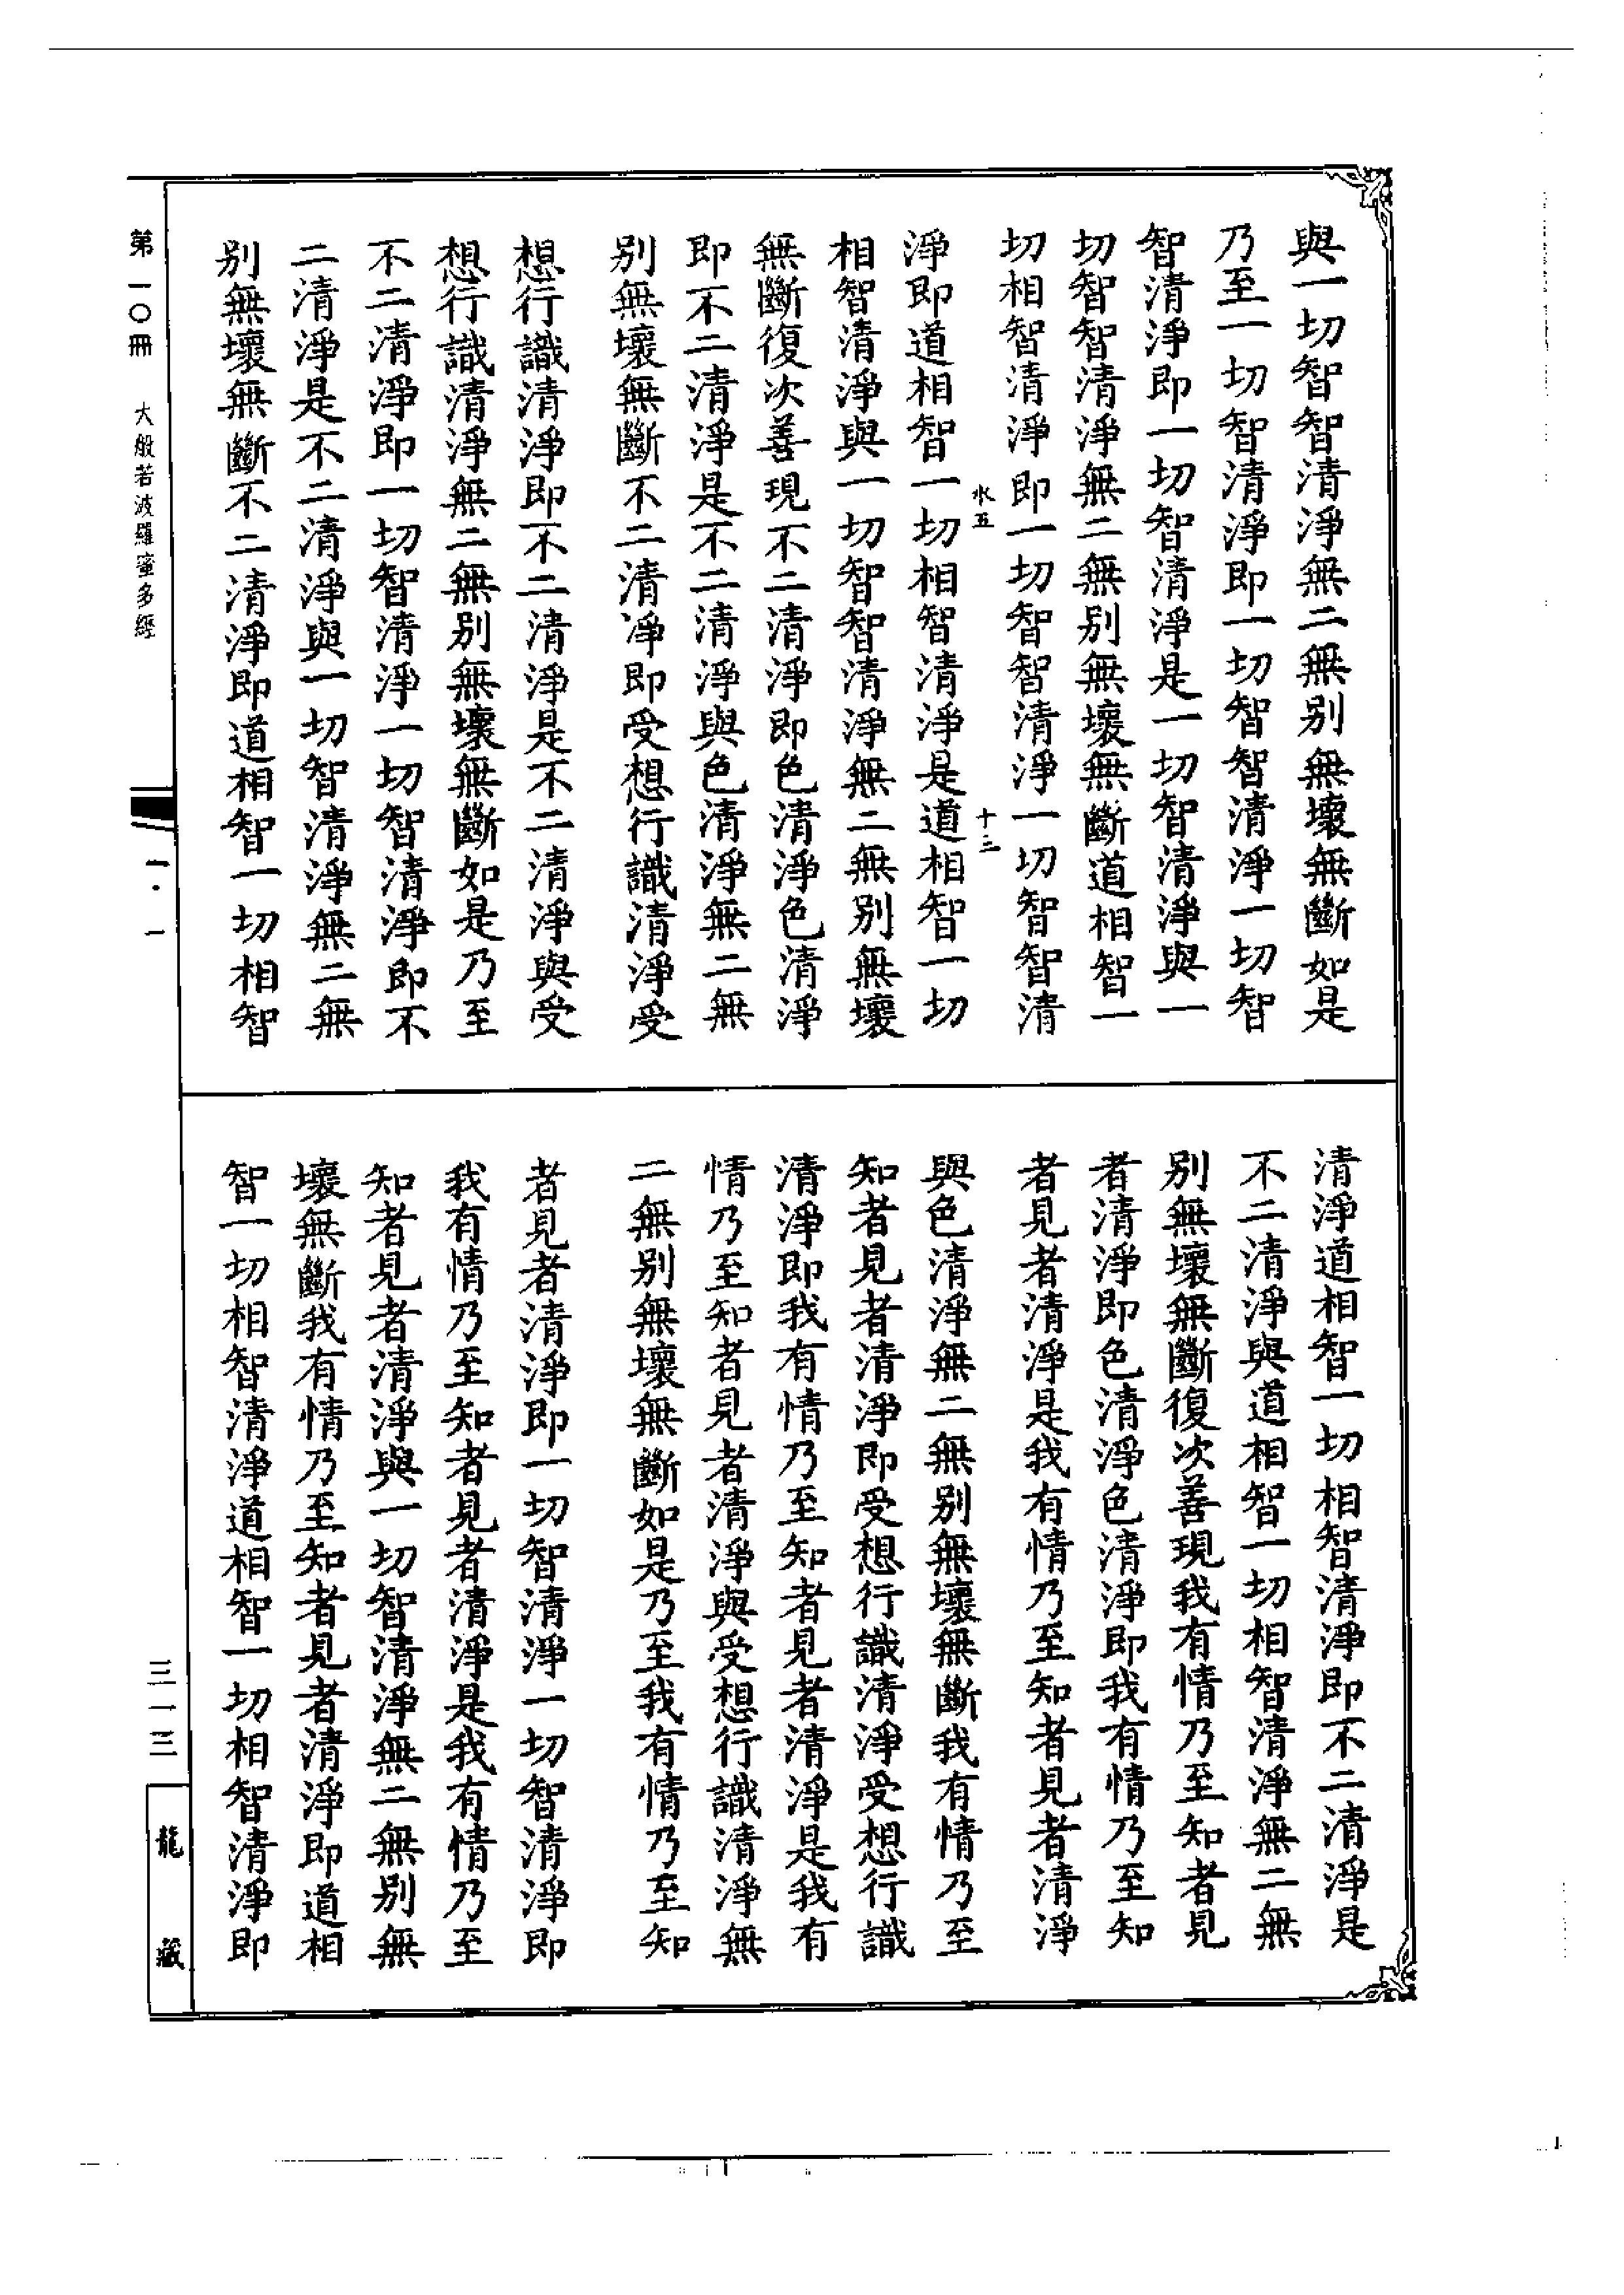 與一切智智清淨無二無别無壞無斷如是
乃至一切智清淨即一切智智清淨一切智
智清淨即一切智清淨是一切智清淨與一
切智智清淨無二無别無壞無斷道相智一
切相智清淨即一切智智清淨一切智智清
水五 十三
淨即道相智一切相智清淨是道相智一切
相智清淨與一切智智清淨無二無别無壞
無斷復次善現不二清淨即色清淨色清淨
即不二清淨是不二清淨與色清淨無二無
别無壞無斷不二清淨即受想行識清淨受
想行識清淨即不二清淨是不二清淨與受
想行識清淨無二無别無壞無斷如是乃至
不二清淨即一切智清淨一切智清淨即不
二清淨是不二清淨與一切智清淨無二無
别無壞無斷不二清淨即道相智一切相智
清淨道相智一切相智清淨即不二清淨是
不二清淨與道相智一切相智清淨無二無
别無壞無斷復次善現我有情乃至知者見
者清淨即色清淨色清淨即我有情乃至知
者見者清淨是我有情乃至知者見者清淨
與色清淨無二無别無壞無斷我有情乃至
知者見者清淨即受想行識清淨受想行識
清淨即我有情乃至知者見者清淨是我有
情乃至知者見者清淨與受想行識清淨無
二無别無壞無斷如是乃至我有情乃至知
者見者清淨即一切智清淨一切智清淨即
我有情乃至知者見者清淨是我有情乃至
知者見者清淨與一切智清淨無二無别無
壞無斷我有情乃至知者見者清淨即道相
智一切相智清淨道相智一切相智清淨即
第一〇冊 大般若波羅蜜多經
一·一
三一三
龍藏